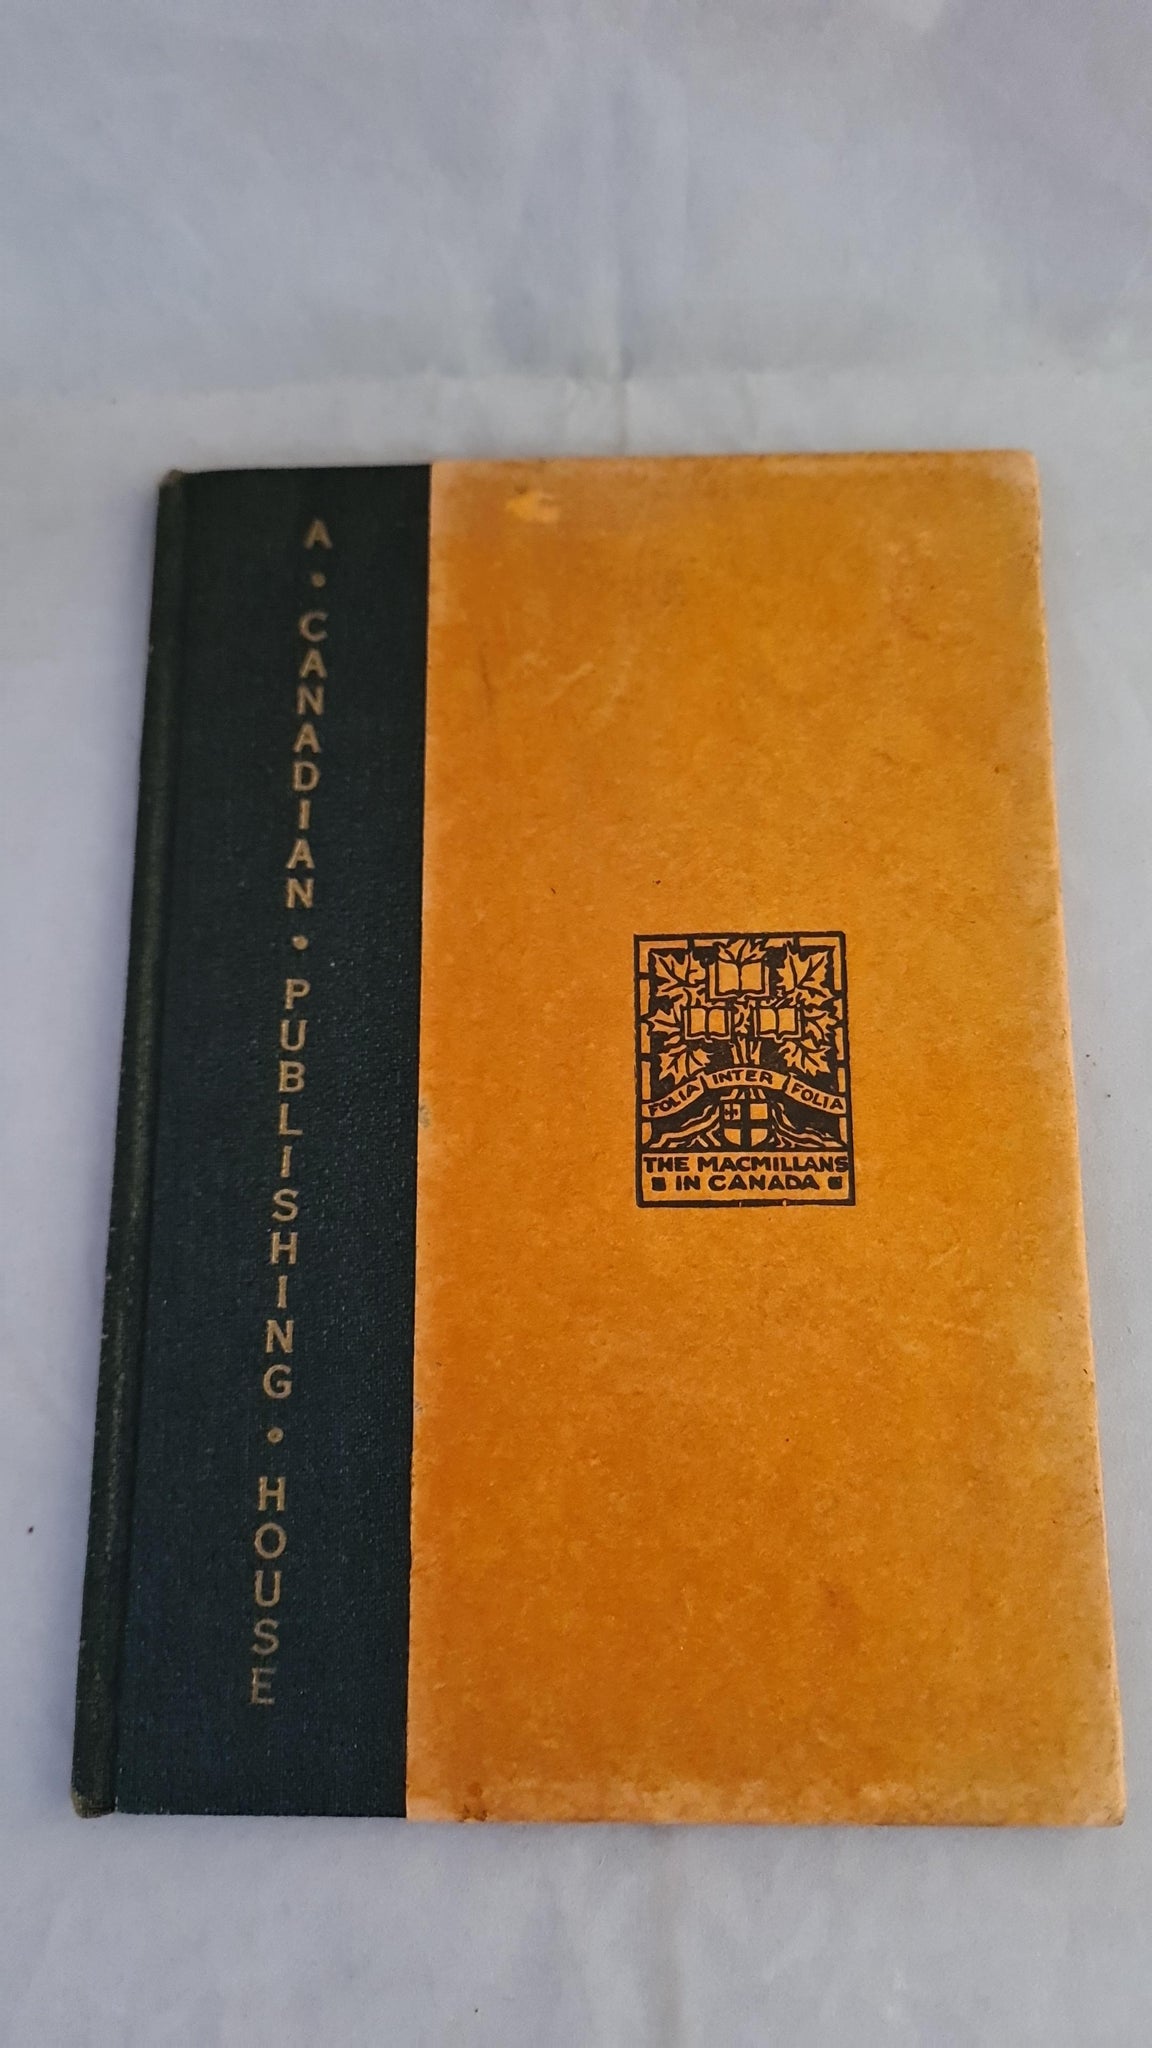 A • CANADIAN • PUBLISHING • HOUSE
FOLIA INTER FOLIA
THE MACMILLANS
▪ IN CANADA ▪